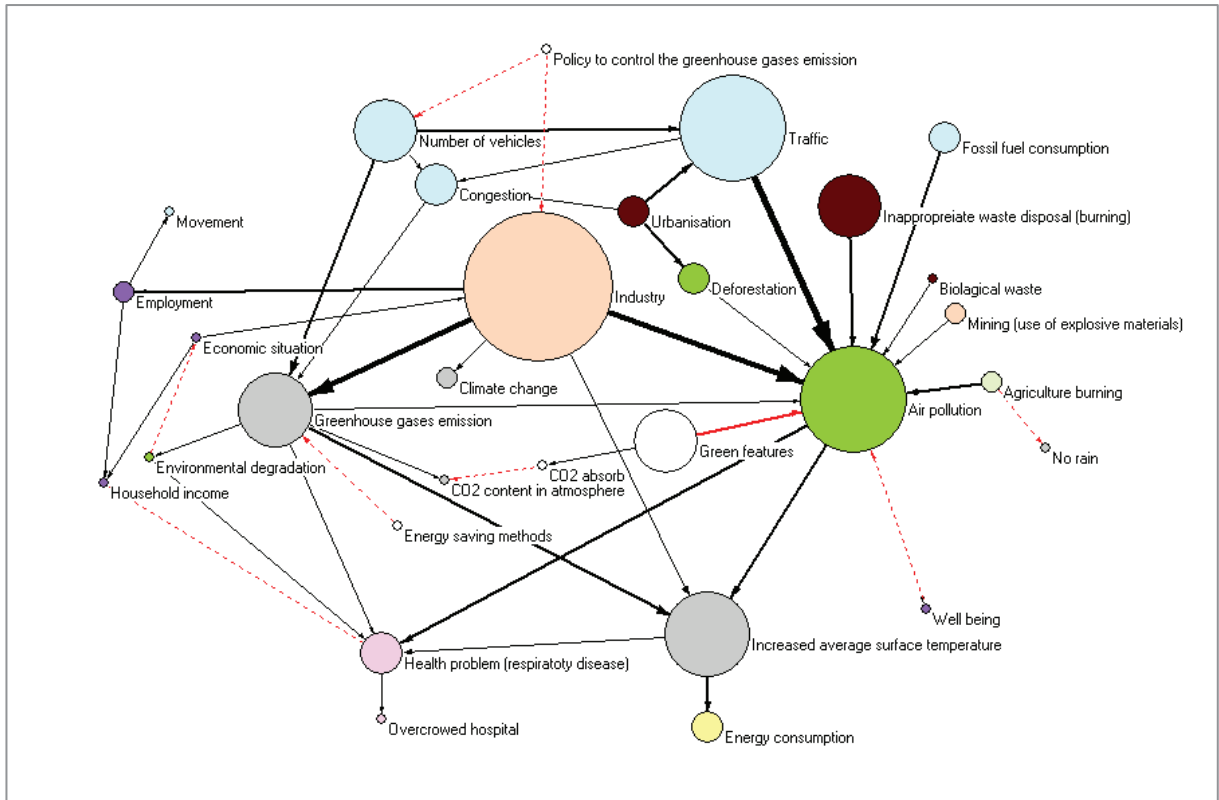 Policy to control the greenhouse gases emission
Number of vehicles
Traffic
Fossil fuel consumption
Congestion
Urbanisation
Inappropreiate waste disposal (burning)
Movement
Employment
Industry
Deforestation
Biological waste
Mining (use of explosive materials)
Economic situation
Climate change
Agriculture burning
Air pollution
Greenhouse gases emission
Green features
No rain
Environmental degradation
CO2 absorb
CO2 content in atmosphere
Household income
Energy saving methods
Well being
Increased average surface temperature
Health problem (respiratoty disease)
Overcrowed hospital
Energy consumption